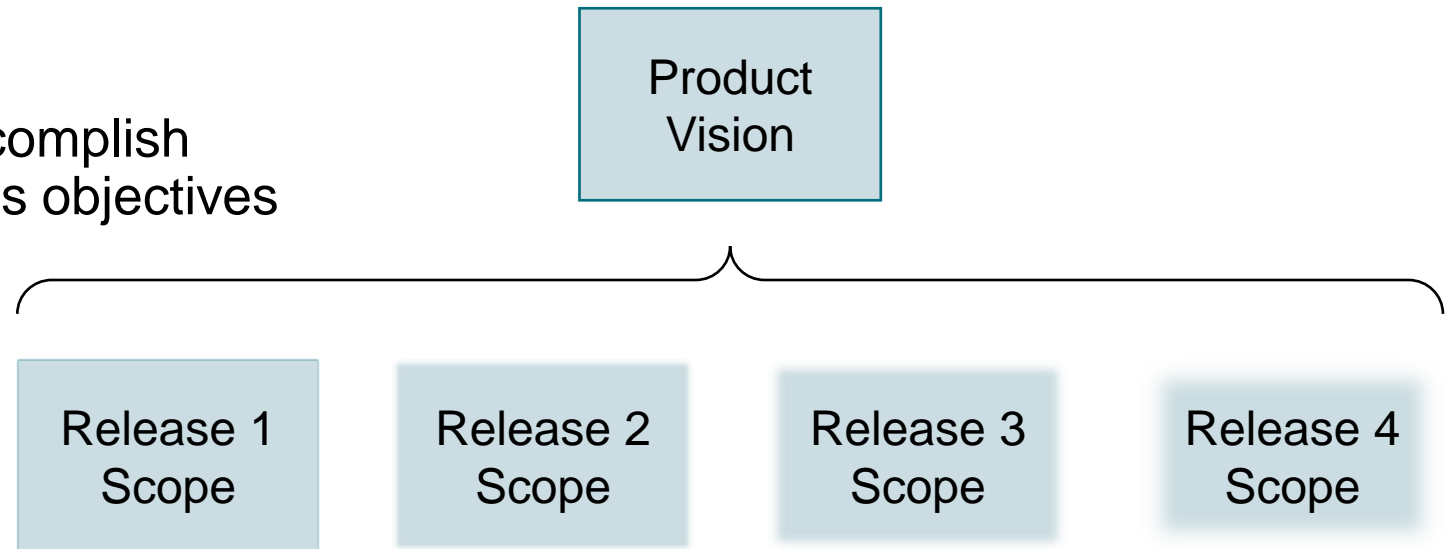 Product
Vision
complish
s objectives
Release 1
Scope
Release 2
Scope
Release 3
Scope
Release 4
Scope